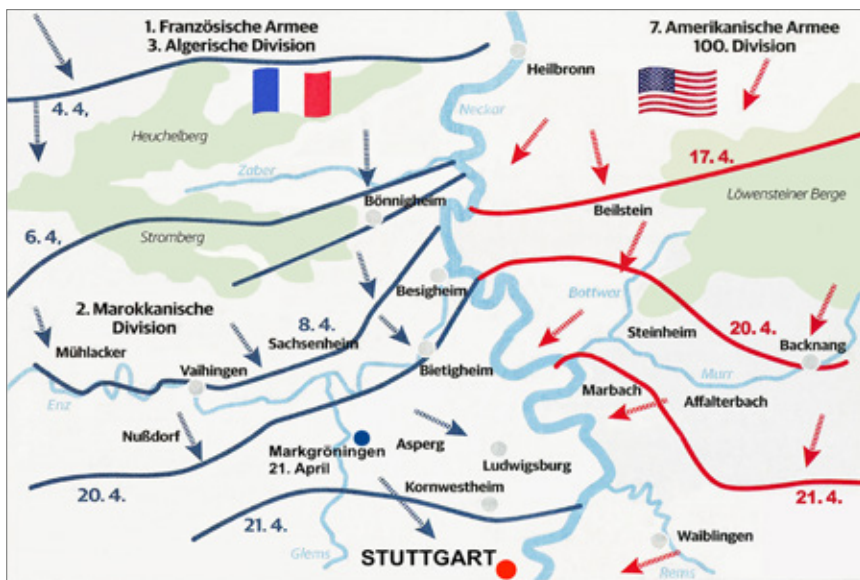 1. Französische Armee
3. Algerische Division
7. Amerikanische Armee
100. Division
Heilbronn
Neckar
4. 4,
Heuchelberg
17. 4.
Zaber
Löwensteiner Berge
Bönnigheim
Beilstein
6. 4,
Stromberg
Besigheim
Bottwar
2. Marokkanische
Division
8. 4.
Sachsenheim
Steinheim
20. 4.
Backnang
Mühlacker
Vaihingen
Bietigheim
Murr
Enz
Marbach
Affalterbach
Nußdorf
Markgröningen
21. April
Asperg
Ludwigsburg
20. 4.
Kornwestheim
21. 4.
21. 4.
Waiblingen
Glems
STUTTGART
Rems